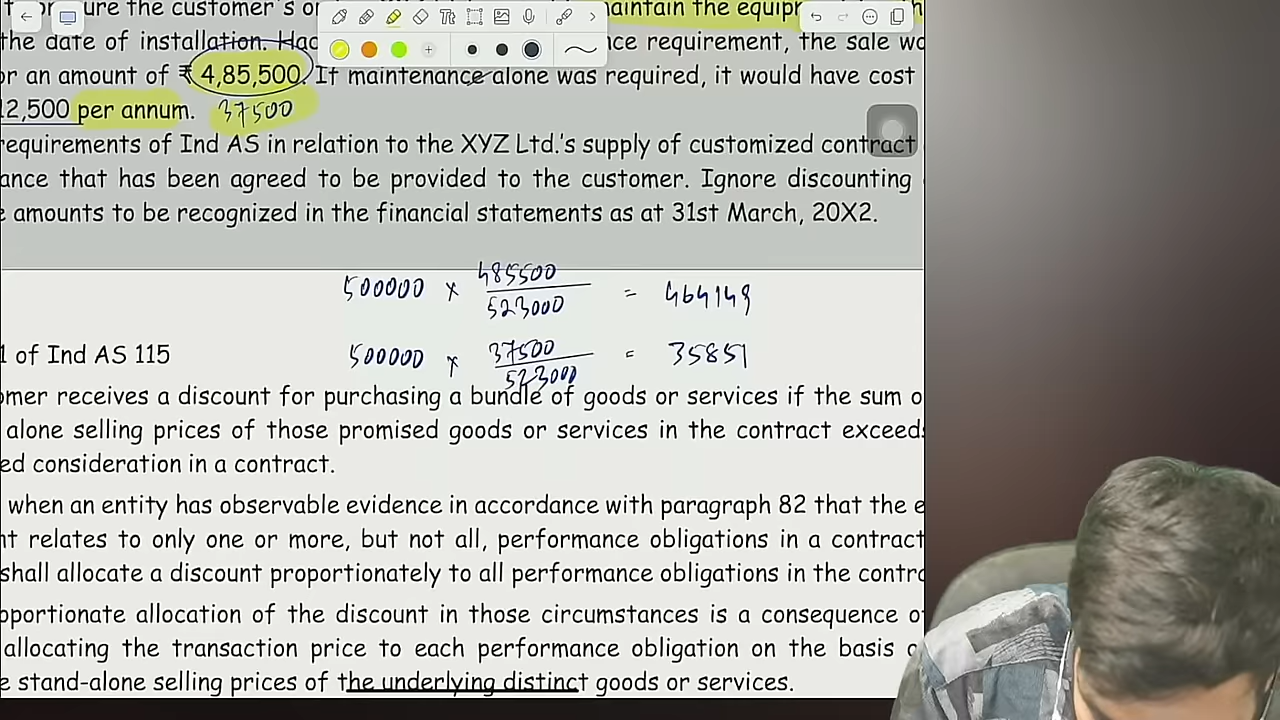 ure the customer's o
aintain the equip
the date of installation. Ha
ce requirement, the sale wo
or an amount of ₹ 4,85,500. If maintenance alone was required, it would have cost
12,500 per annum. 37500
requirements of Ind AS in relation to the XYZ Ltd.'s supply of customized contract
ance that has been agreed to be provided to the customer. Ignore discounting
e amounts to be recognized in the financial statements as at 31st March, 20X2.
500000 × 485500 / 523000 = 464149
500000 × 37500 / 523000 = 35851
1 of Ind AS 115
omer receives a discount for purchasing a bundle of goods or services if the sum o
alone selling prices of those promised goods or services in the contract exceeds
ed consideration in a contract.
when an entity has observable evidence in accordance with paragraph 82 that the e
nt relates to only one or more, but not all, performance obligations in a contract
shall allocate a discount proportionately to all performance obligations in the contra
oportionate allocation of the discount in those circumstances is a consequence of
allocating the transaction price to each performance obligation on the basis o
e stand-alone selling prices of the underlying distinct goods or services.